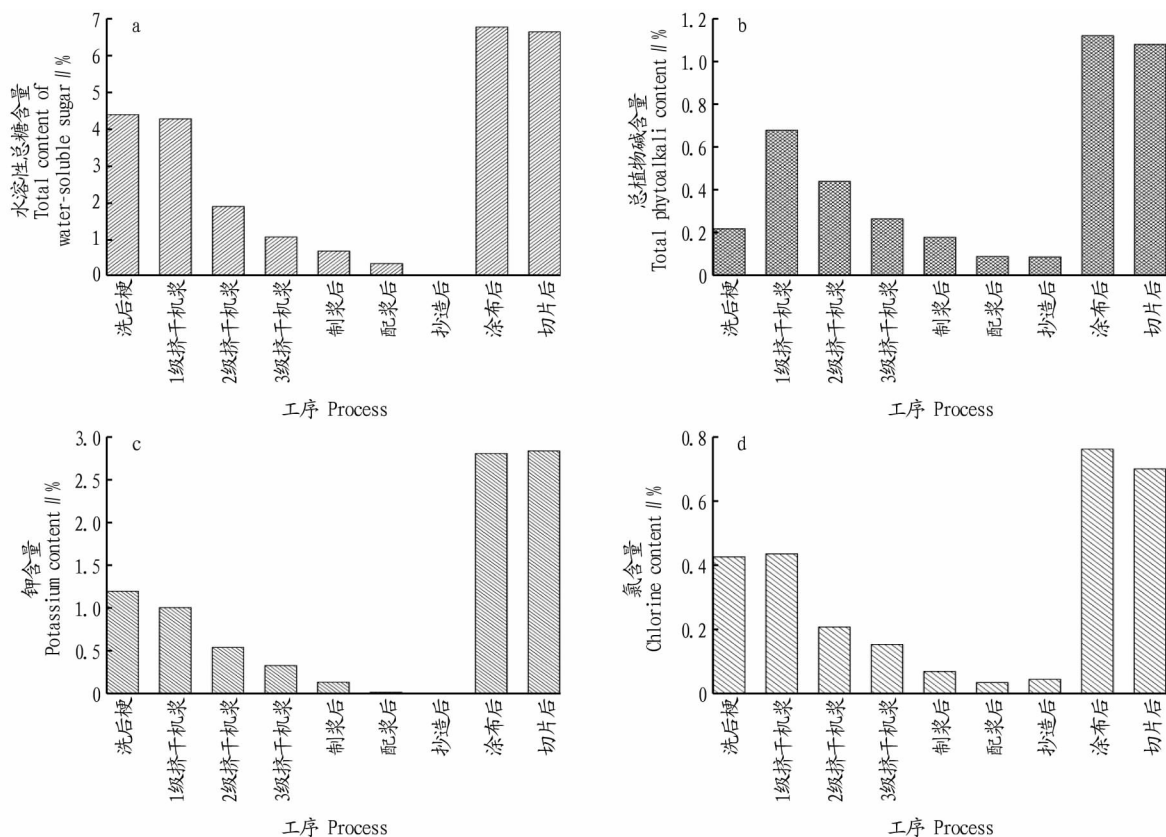 a
水溶性总糖含量
Total content of
water-soluble sugar∥%
7
6
5
4
3
2
1
0
洗后梗
1级挤干机浆
2级挤干机浆
3级挤干机浆
制浆后
配浆后
抄造后
涂布后
切片后
工序 Process
b
总植物碱含量
Total phytoalkali content∥%
1.2
1.0
0.8
0.6
0.4
0.2
0
洗后梗
1级挤干机浆
2级挤干机浆
3级挤干机浆
制浆后
配浆后
抄造后
涂布后
切片后
工序 Process
c
钾含量
Potassium content∥%
3.0
2.5
2.0
1.5
1.0
0.5
0
洗后梗
1级挤干机浆
2级挤干机浆
3级挤干机浆
制浆后
配浆后
抄造后
涂布后
切片后
工序 Process
d
氯含量
Chlorine content∥%
0.8
0.6
0.4
0.2
0
洗后梗
1级挤干机浆
2级挤干机浆
3级挤干机浆
制浆后
配浆后
抄造后
涂布后
切片后
工序 Process